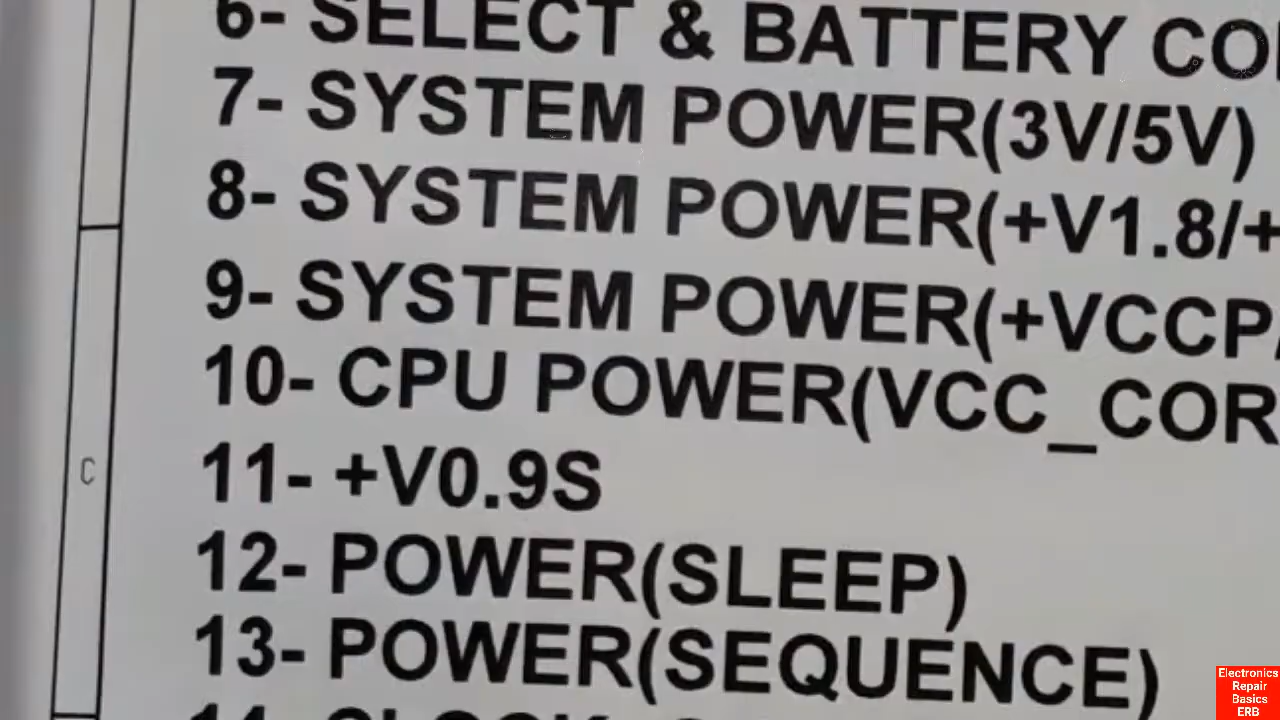 6- SELECT & BATTERY
7- SYSTEM POWER(3V/5V)
8- SYSTEM POWER(+V1.8/+
9- SYSTEM POWER(+VCCP/
10- CPU POWER(VCC_COR
C
11- +V0.9S
12- POWER(SLEEP)
13- POWER(SEQUENCE)
Electronics
Repair
Basics
ERB